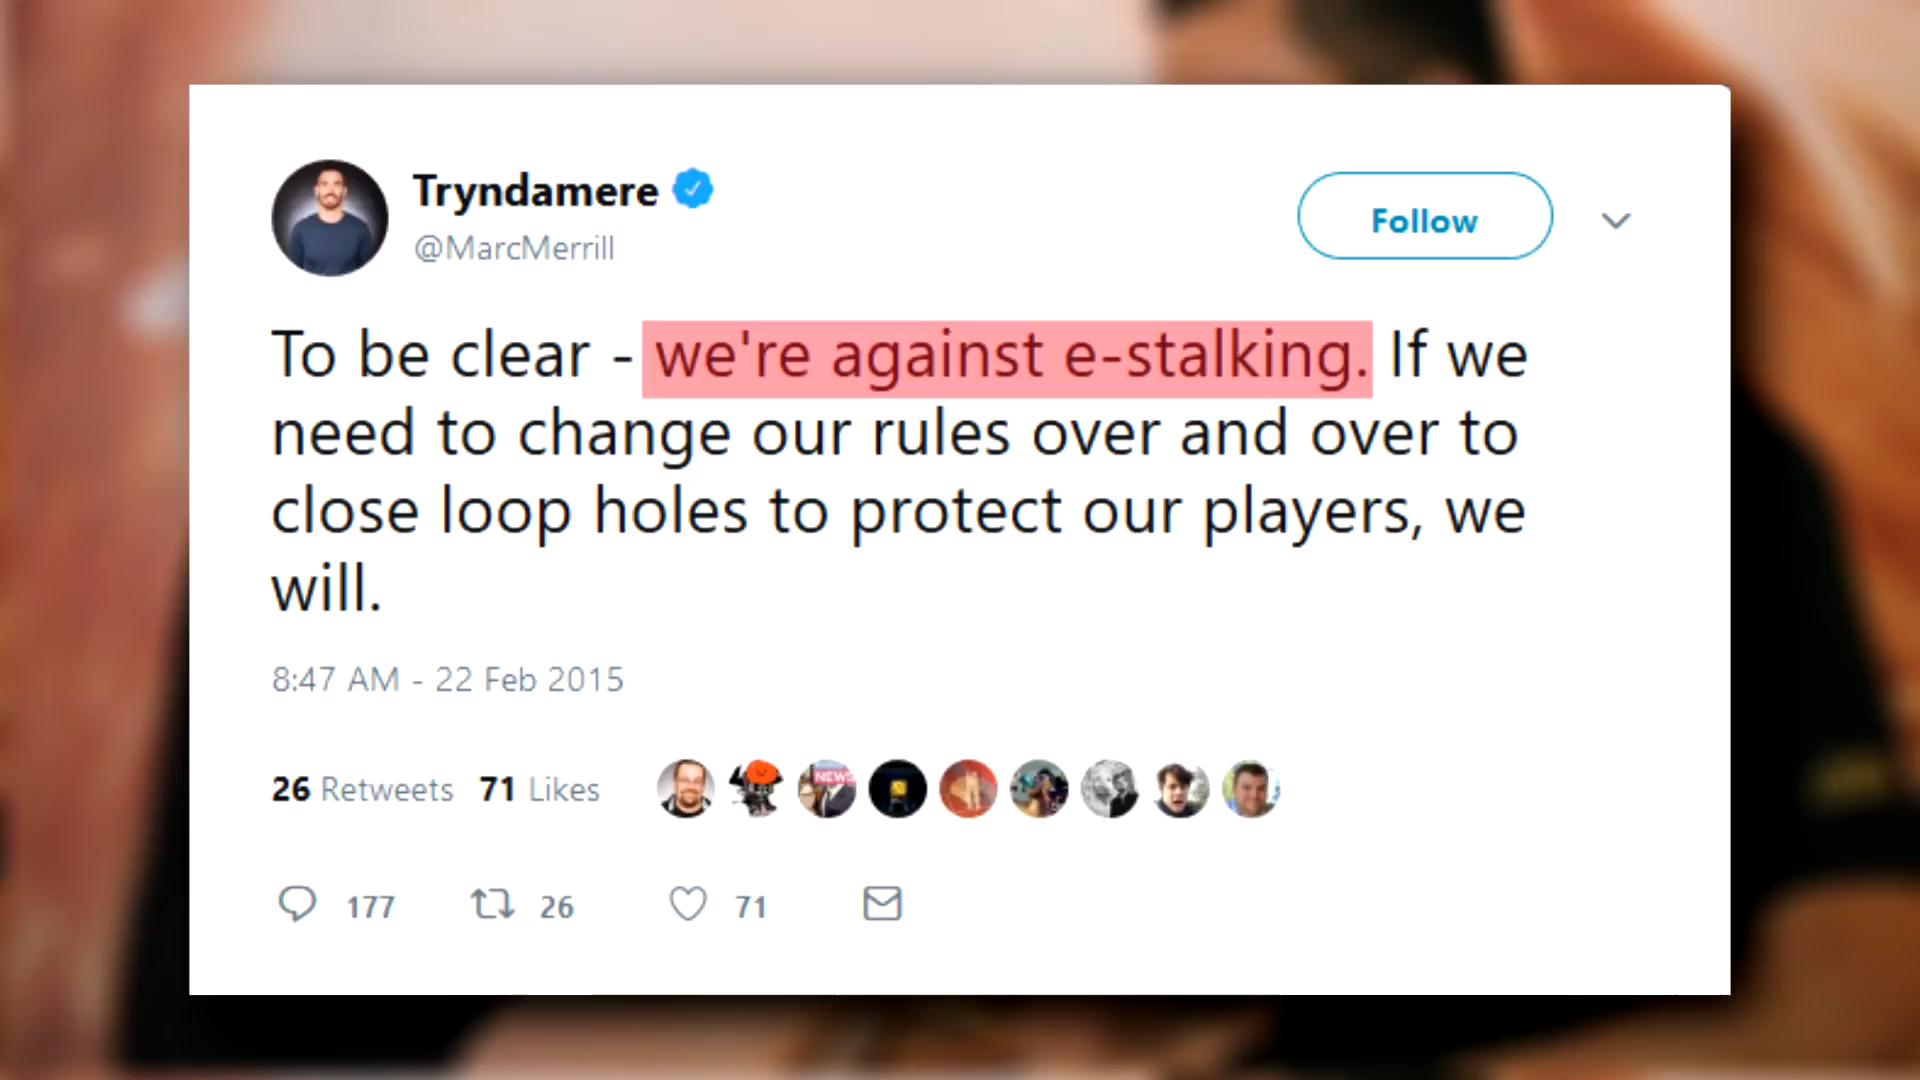 Tryndamere
@MarcMerrill
Follow
To be clear - we're against e-stalking. If we
need to change our rules over and over to
close loop holes to protect our players, we
will.
8:47 AM - 22 Feb 2015
26 Retweets 71 Likes
NEWS
177 26 71